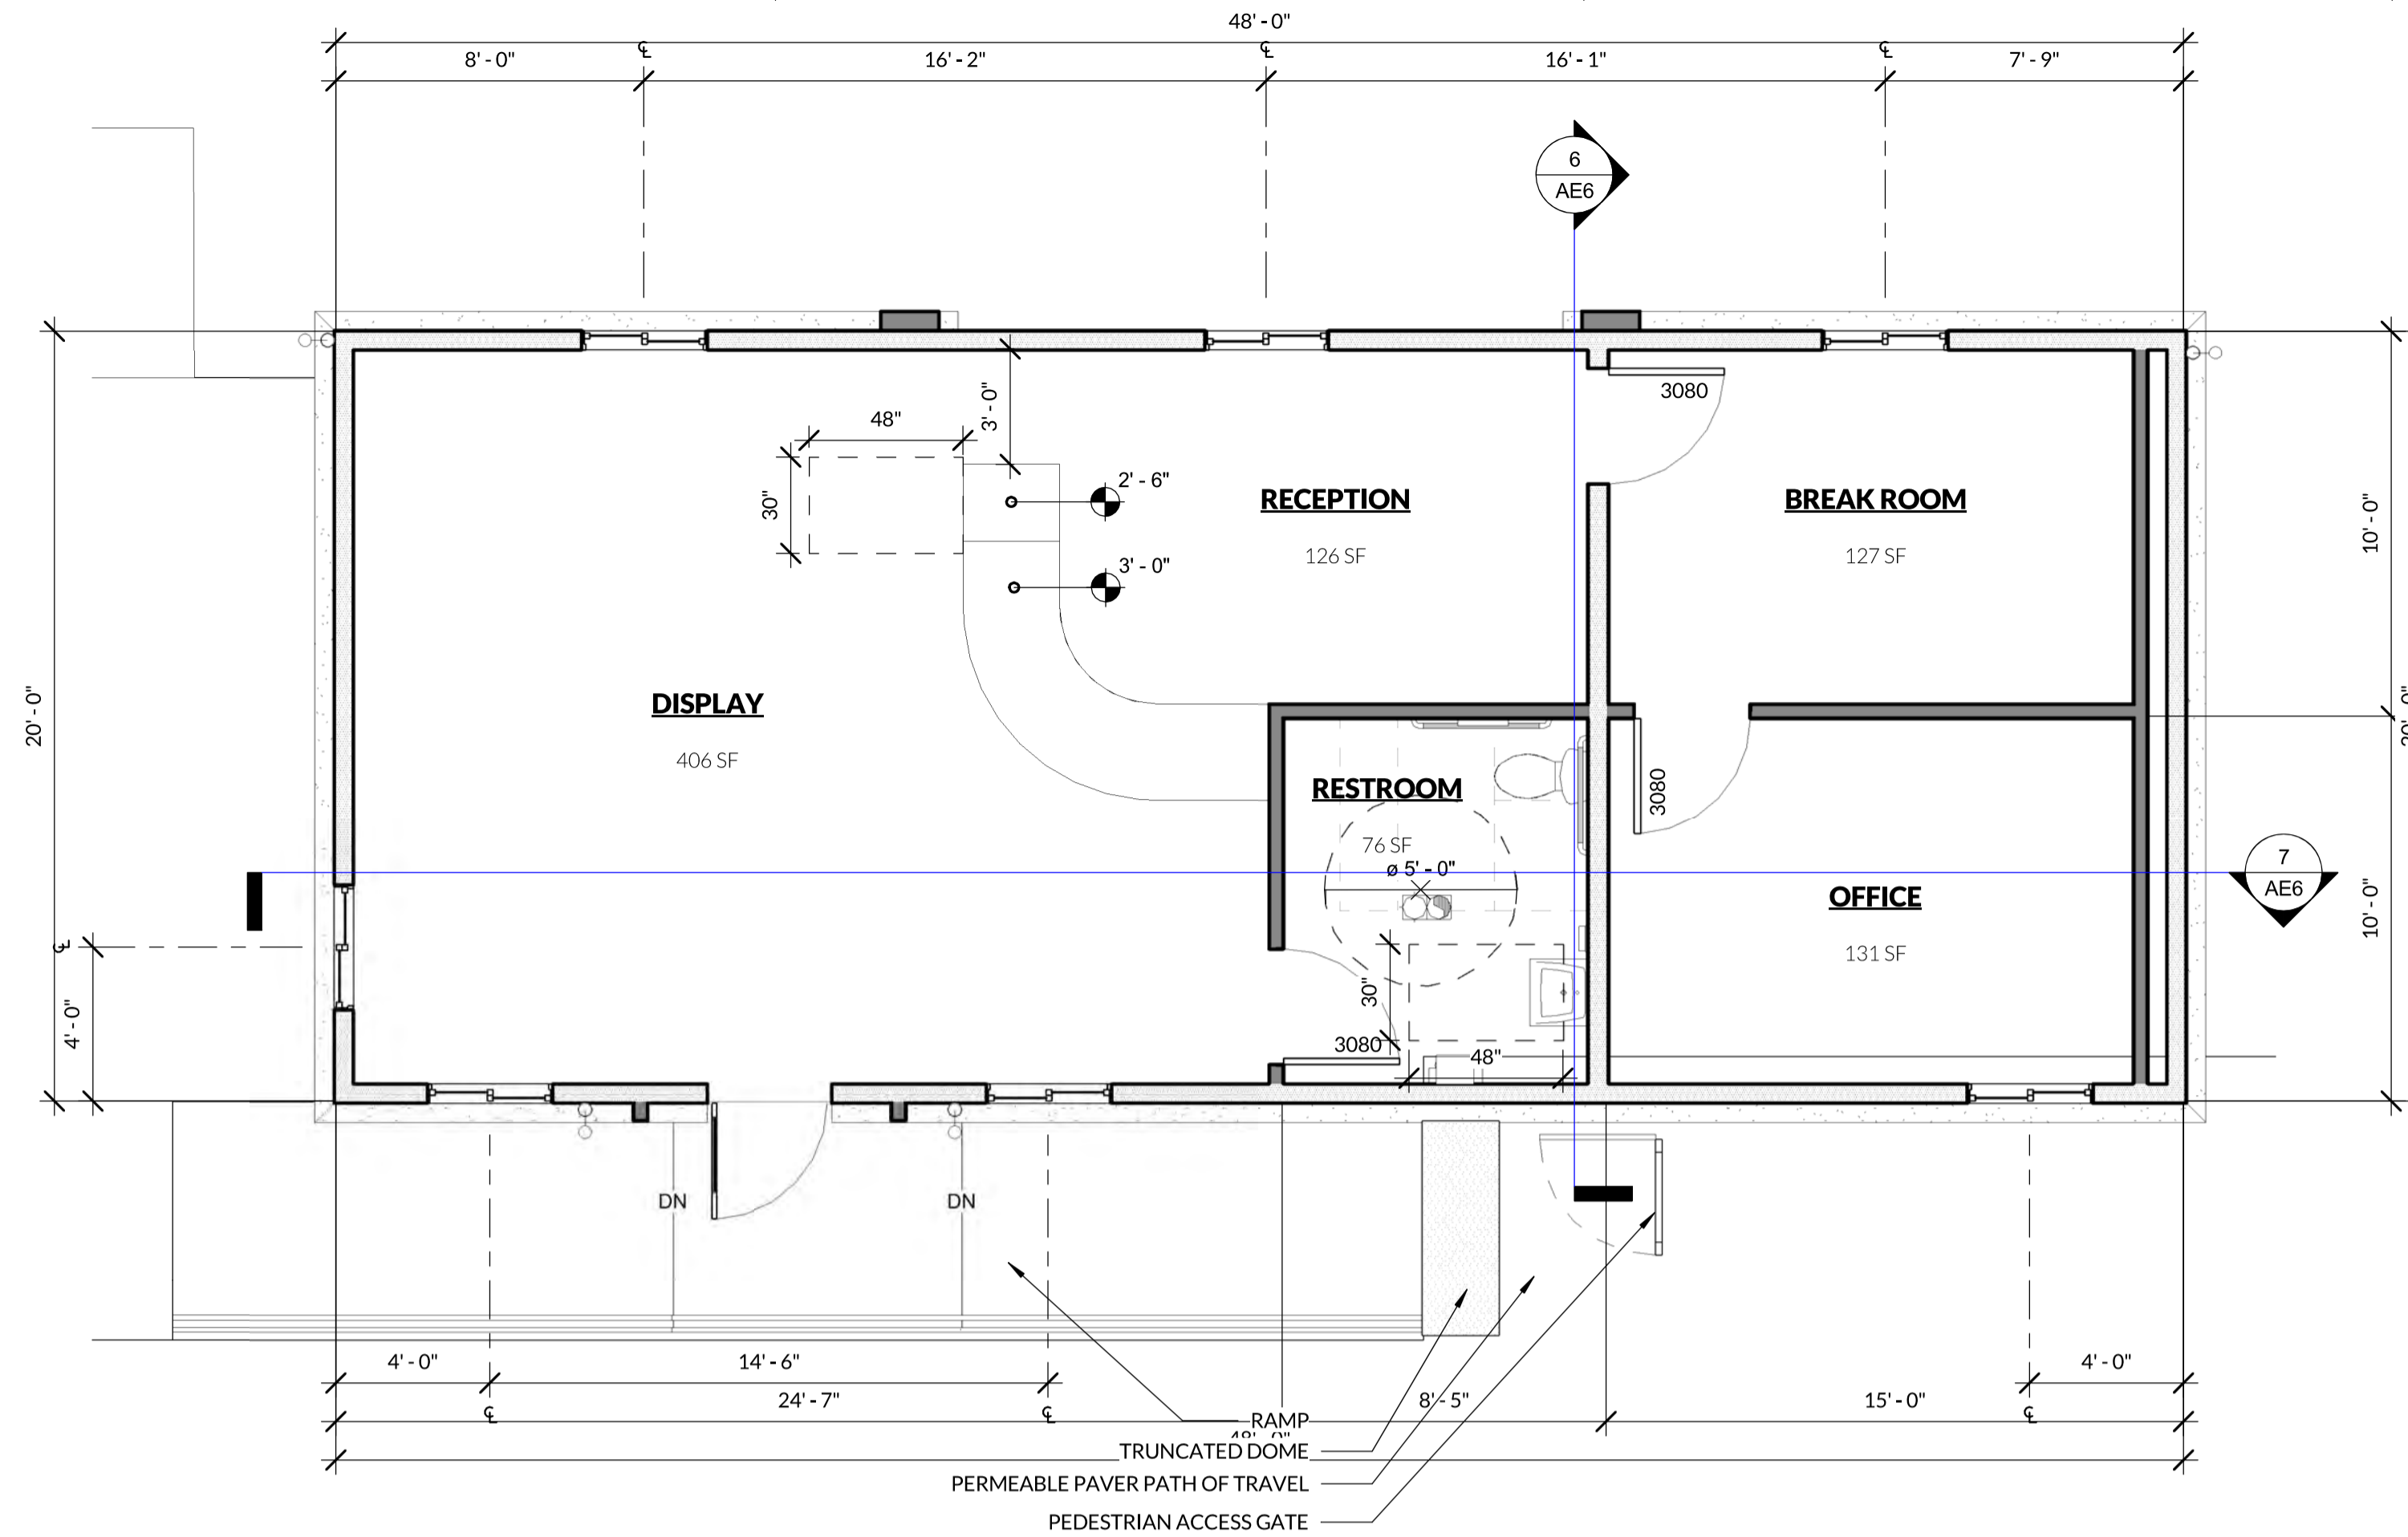 48' - 0"
8' - 0" ℄ 16' - 2" ℄ 16' - 1" ℄ 7' - 9"
6
AE6
3080
48"
3' - 0"
2' - 6"
30"
RECEPTION
BREAK ROOM
10' - 0"
126 SF
127 SF
3' - 0"
20' - 0"
DISPLAY
20' - 0"
406 SF
3080
RESTROOM
76 SF
ø 5' - 0"
7
AE6
OFFICE
10' - 0"
131 SF
℄
4' - 0"
30"
3080
48"
DN
DN
4' - 0"
14' - 6"
4' - 0"
24' - 7"
8' - 5"
15' - 0"
℄
℄
℄
RAMP
48' - 0"
TRUNCATED DOME
PERMEABLE PAVER PATH OF TRAVEL
PEDESTRIAN ACCESS GATE